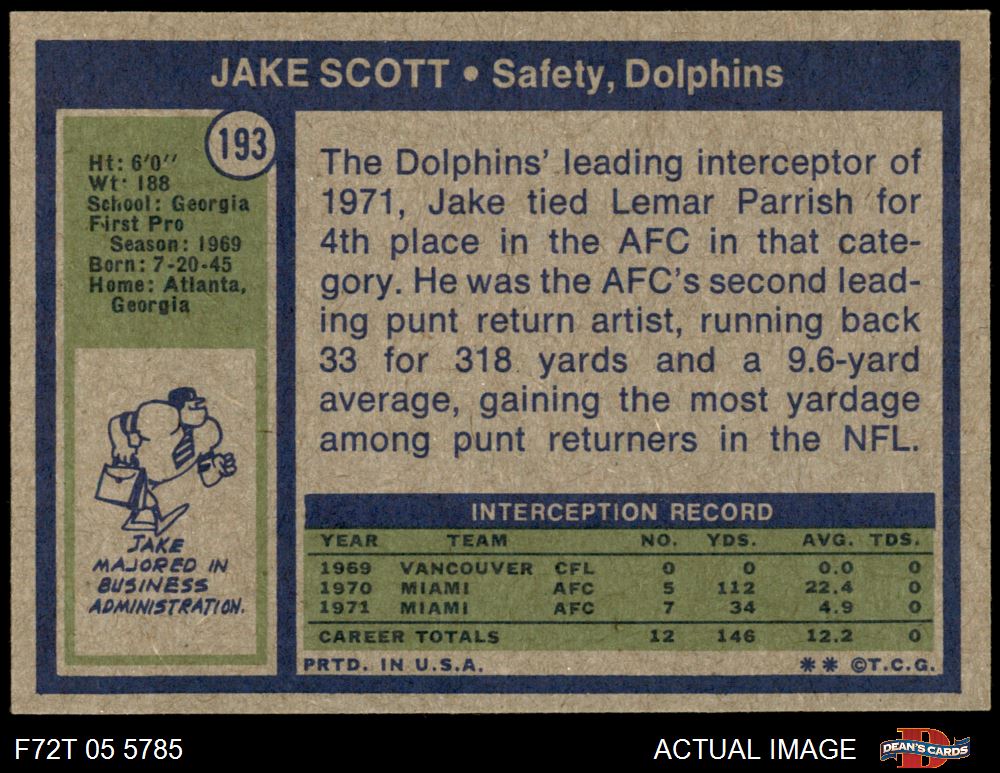 JAKE SCOTT • Safety, Dolphins
193
Ht: 6'0"
Wt: 188
School: Georgia
First Pro
Season: 1969
Born: 7-20-45
Home: Atlanta,
Georgia
JAKE
MAJORED IN
BUSINESS
ADMINISTRATION.
The Dolphins' leading interceptor of
1971, Jake tied Lemar Parrish for
4th place in the AFC in that cate-
gory. He was the AFC's second lead-
ing punt return artist, running back
33 for 318 yards and a 9.6-yard
average, gaining the most yardage
among punt returners in the NFL.
INTERCEPTION RECORD
YEAR TEAM NO. YDS. AVG. TDS.
1969 VANCOUVER CFL 0 0 0.0 0
1970 MIAMI AFC 5 112 22.4 0
1971 MIAMI AFC 7 34 4.9 0
CAREER TOTALS 12 146 12.2 0
PRTD. IN U.S.A. ** ©T.C.G.
F72T 05 5785 ACTUAL IMAGE DEAN'S CARDS